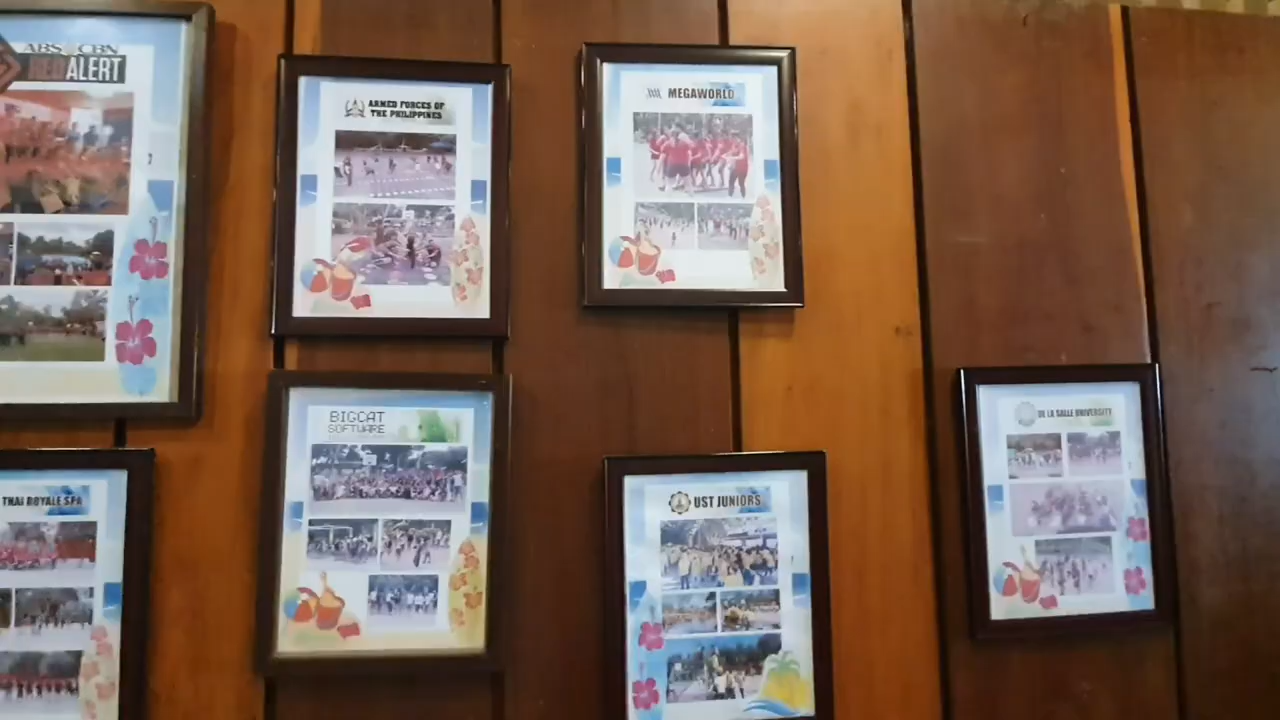 ABS CBN
RED ALERT
ARMED FORCES OF
THE PHILIPPINES
MEGAWORLD
THAI ROYALE SPA
BIGCAT
SOFTWARE
UST JUNIORS
DE LA SALLE UNIVERSITY